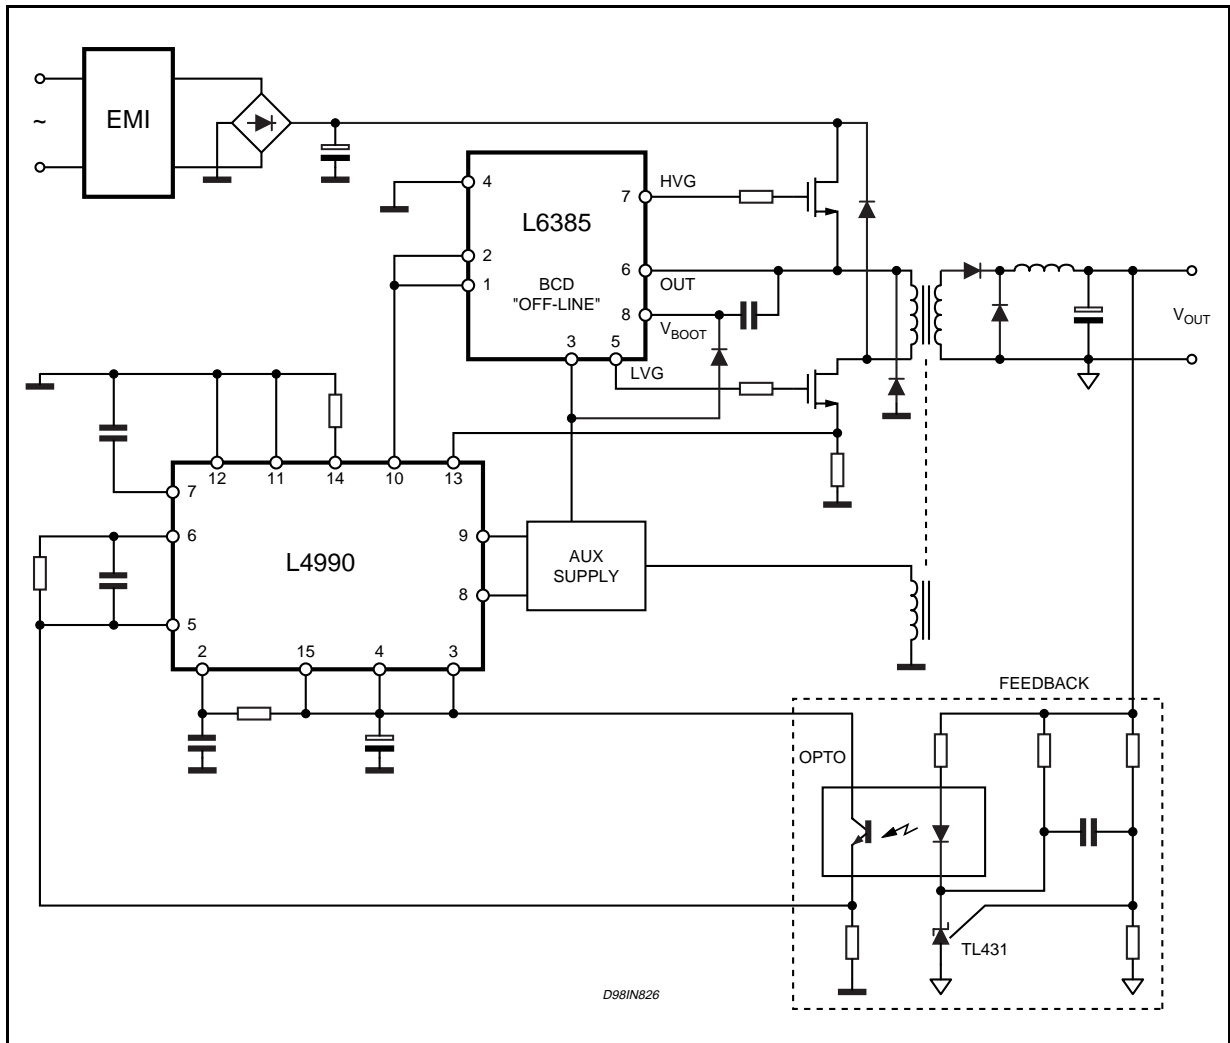 EMI
~
L6385
BCD
"OFF-LINE"
4
2
1
3
5
7
6
8
HVG
OUT
VBOOT
LVG
VOUT
L4990
12
11
14
10
13
7
6
5
9
8
2
15
4
3
AUX
SUPPLY
FEEDBACK
OPTO
TL431
D98IN826